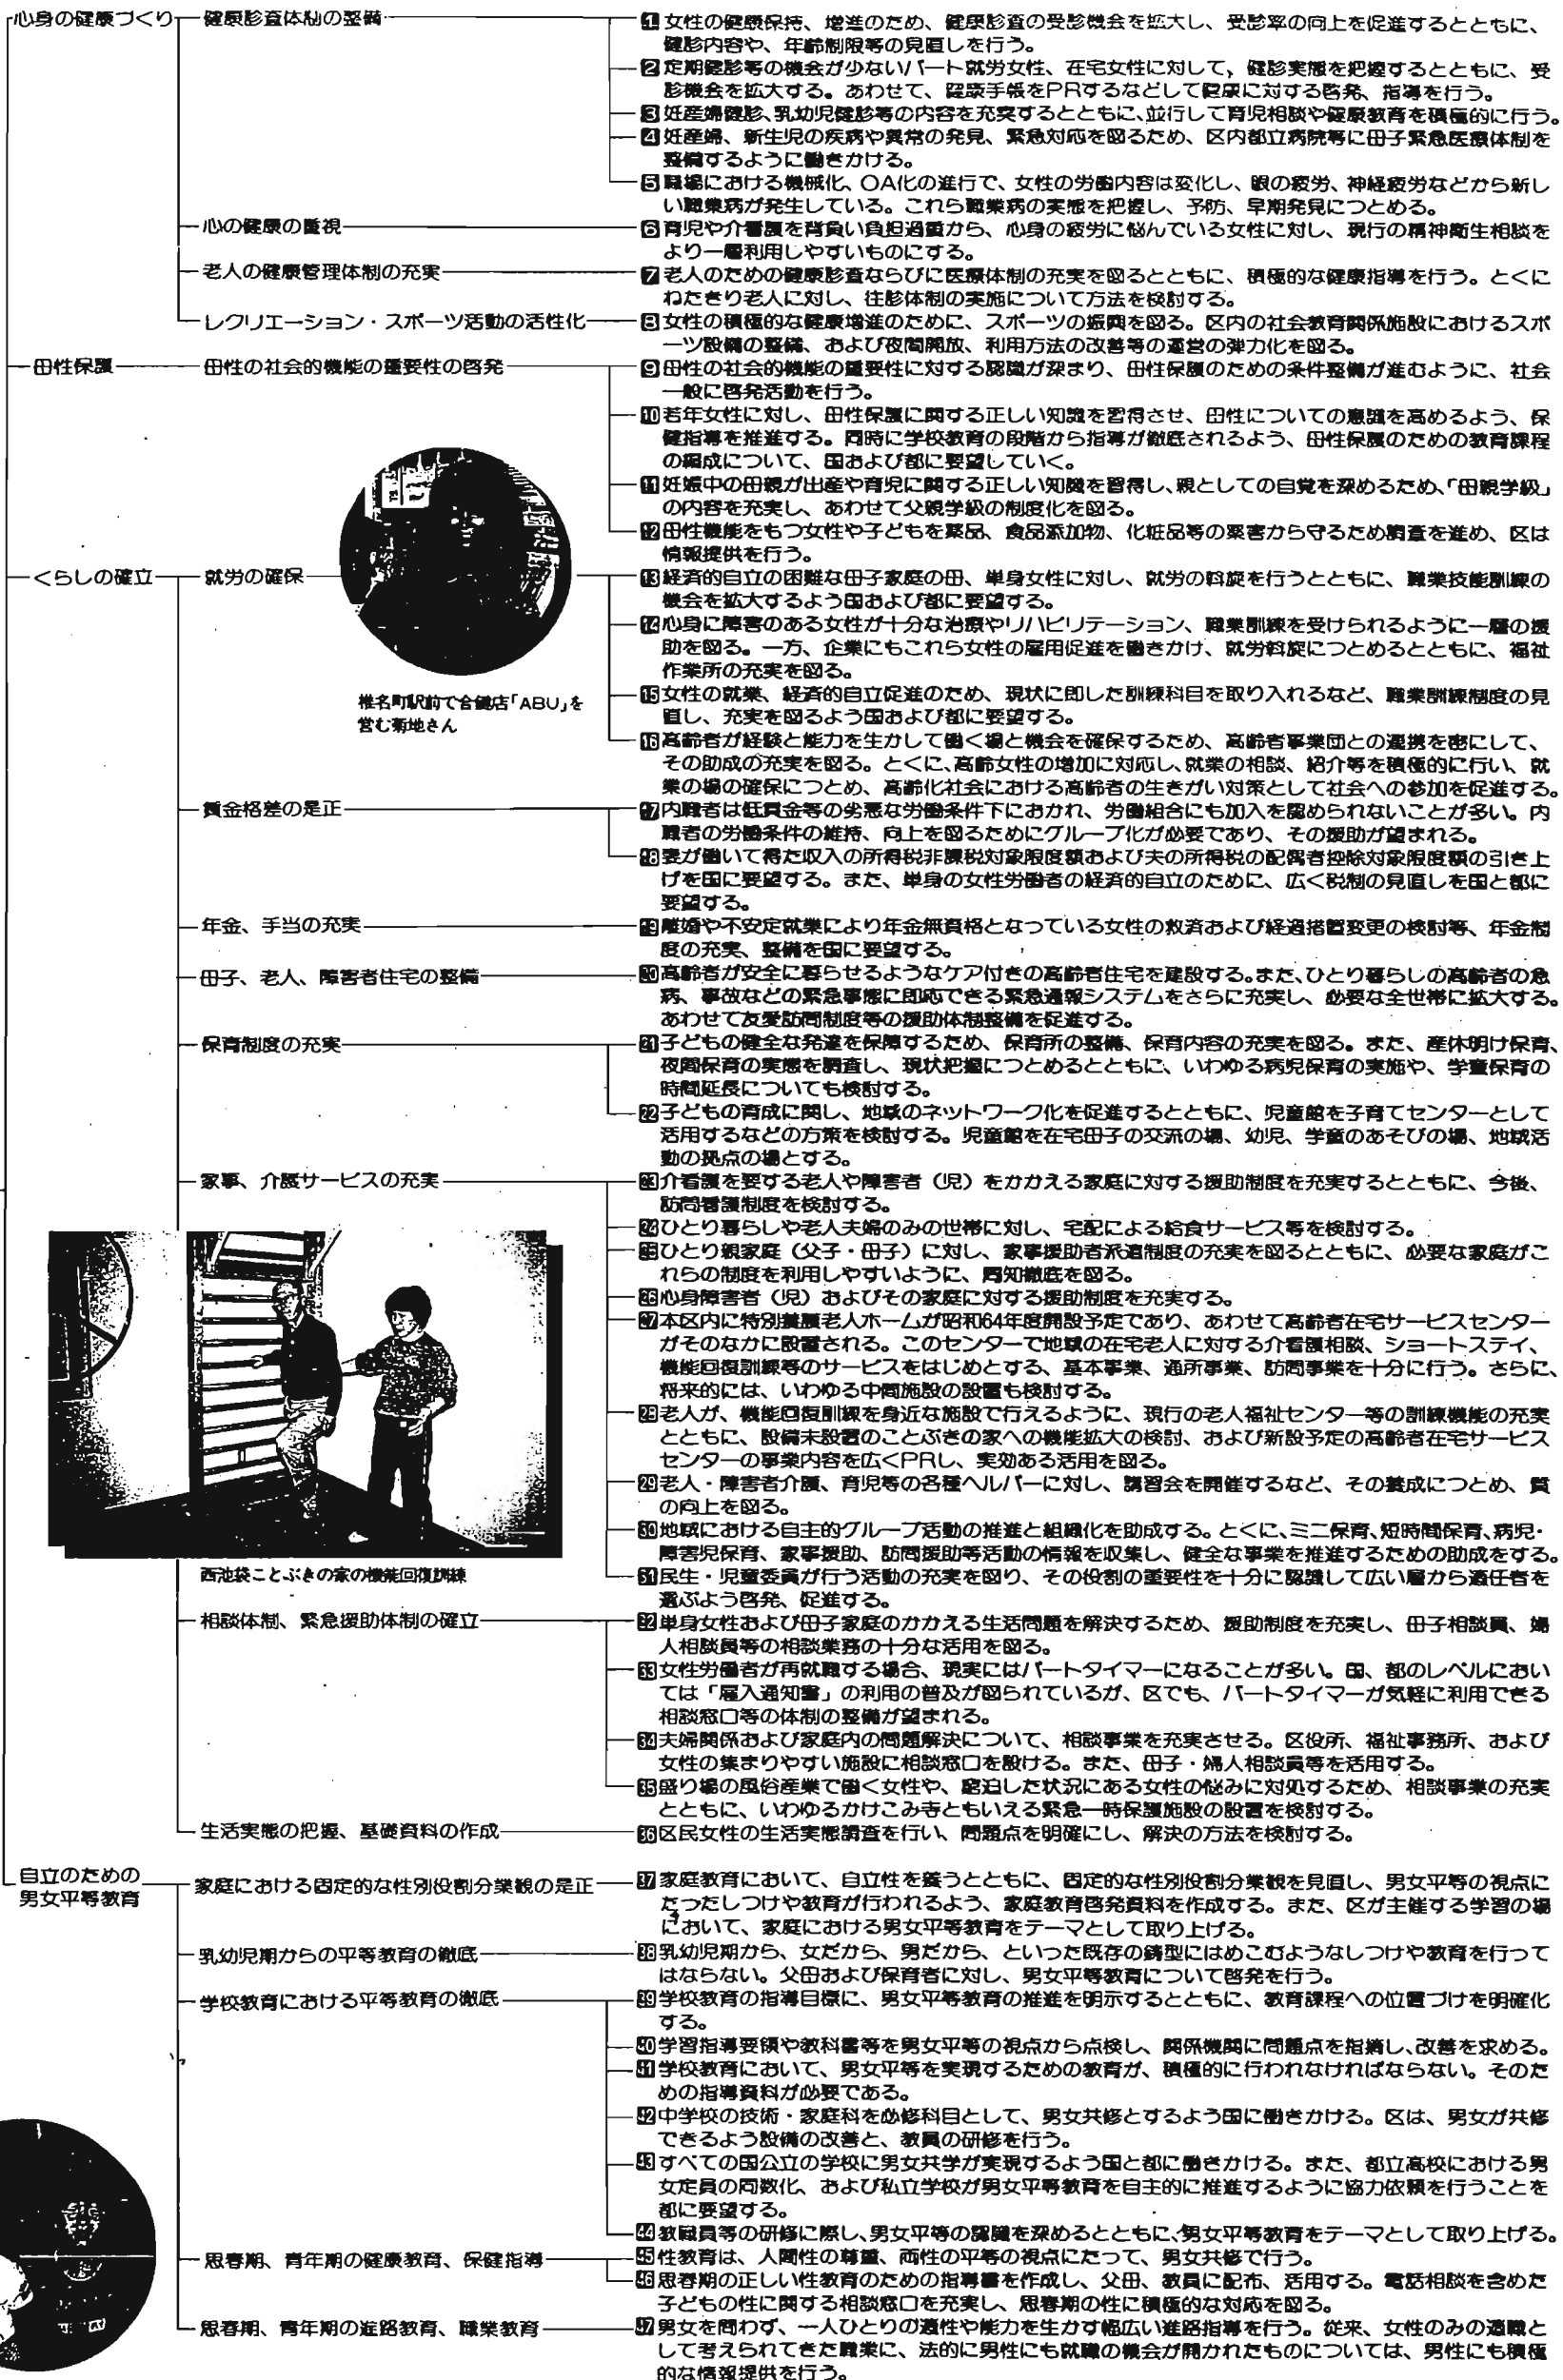 心身の健康づくり
健康診査体制の整備
1 女性の健康保持、増進のため、健康診査の受診機会を拡大し、受診率の向上を促進するとともに、
健診内容や、年齢制限等の見直しを行う。
2 定期健診等の機会が少ないパート就労女性、在宅女性に対して、健診実態を把握するとともに、受
診機会を拡大する。あわせて、健康手帳をPRするなどして健康に対する啓発、指導を行う。
3 妊産婦健診、乳幼児健診等の内容を充実するとともに、並行して育児相談や健康教育を積極的に行う。
4 妊産婦、新生児の疾病や異常の発見、緊急対応を図るため、区内都立病院等に母子緊急医療体制を
整備するように働きかける。
5 職場における機械化、OA化の進行で、女性の労働内容は変化し、眼の疲労、神経疲労などから新し
い職業病が発生している。これら職業病の実態を把握し、予防、早期発見につとめる。
心の健康の重視
6 育児や介看護を背負い負担過重から、心身の疲労に悩んでいる女性に対し、現行の精神衛生相談を
より一層利用しやすいものにする。
老人の健康管理体制の充実
7 老人のための健康診査ならびに医療体制の充実を図るとともに、積極的な健康指導を行う。とくに
ねたきり老人に対し、往診体制の実施について方法を検討する。
レクリエーション・スポーツ活動の活性化
8 女性の積極的な健康増進のために、スポーツの振興を図る。区内の社会教育関係施設におけるスポ
ーツ設備の整備、および夜間開放、利用方法の改善等の運営の弾力化を図る。
母性保護
母性の社会的機能の重要性の啓発
9 母性の社会的機能の重要性に対する認識が深まり、母性保護のための条件整備が進むように、社会
一般に啓発活動を行う。
10 若年女性に対し、母性保護に関する正しい知識を習得させ、母性についての意識を高めるよう、保
健指導を推進する。同時に学校教育の段階から指導が徹底されるよう、母性保護のための教育課程
の編成について、国および都に要望していく。
11 妊娠中の母親が出産や育児に関する正しい知識を習得し、親としての自覚を深めるため、「母親学級」
の内容を充実し、あわせて父親学級の制度化を図る。
12 母性機能をもつ女性や子どもを薬品、食品添加物、化粧品等の薬害から守るため調査を進め、区は
情報提供を行う。
くらしの確立
就労の確保
13 経済的自立の困難な母子家庭の母、単身女性に対し、就労の斡旋を行うとともに、職業技能訓練の
機会を拡大するよう国および都に要望する。
14 心身に障害のある女性が十分な治療やリハビリテーション、職業訓練を受けられるように一層の援
助を図る。一方、企業にもこれら女性の雇用促進を働きかけ、就労斡旋につとめるとともに、福祉
作業所の充実を図る。
椎名町駅前で合鍵店「ABU」を
営む菊地さん
15 女性の就業、経済的自立促進のため、現状に即した訓練科目を取り入れるなど、職業訓練制度の見
直し、充実を図るよう国および都に要望する。
16 高齢者が経験と能力を生かして働く場と機会を確保するため、高齢者事業団との連携を密にして、
その助成の充実を図る。とくに、高齢女性の増加に対応し、就業の相談、紹介等を積極的に行い、就
業の場の確保につとめ、高齢化社会における高齢者の生きがい対策として社会への参加を促進する。
賃金格差の是正
17 内職者は低賃金等の劣悪な労働条件下におかれ、労働組合にも加入を認められないことが多い。内
職者の労働条件の維持、向上を図るためにグループ化が必要であり、その援助が望まれる。
18 妻が働いて得た収入の所得税非課税対象限度額および夫の所得税の配偶者控除対象限度額の引き上
げを国に要望する。また、単身の女性労働者の経済的自立のために、広く税制の見直しを国と都に
要望する。
年金、手当の充実
19 離婚や不安定就業により年金無資格となっている女性の救済および経過措置変更の検討等、年金制
度の充実、整備を国に要望する。
母子、老人、障害者住宅の整備
20 高齢者が安全に暮らせるようなケア付きの高齢者住宅を建設する。また、ひとり暮らしの高齢者の急
病、事故などの緊急事態に即応できる緊急通報システムをさらに充実し、必要な全世帯に拡大する。
あわせて友愛訪問制度等の援助体制整備を促進する。
保育制度の充実
21 子どもの健全な発達を保障するため、保育所の整備、保育内容の充実を図る。また、産休明け保育、
夜間保育の実態を調査し、現状把握につとめるとともに、いわゆる病児保育の実施や、学童保育の
時間延長についても検討する。
22 子どもの育成に関し、地域のネットワーク化を促進するとともに、児童館を子育てセンターとして
活用するなどの方策を検討する。児童館を在宅母子の交流の場、幼児、学童のあそびの場、地域活
動の拠点の場とする。
家事、介護サービスの充実
23 介看護を要する老人や障害者（児）をかかえる家庭に対する援助制度を充実するとともに、今後、
訪問看護制度を検討する。
24 ひとり暮らしや老人夫婦のみの世帯に対し、宅配による給食サービス等を検討する。
25 ひとり親家庭（父子・母子）に対し、家事援助者派遣制度の充実を図るとともに、必要な家庭がこ
れらの制度を利用しやすいように、周知徹底を図る。
26 心身障害者（児）およびその家庭に対する援助制度を充実する。
27 本区内に特別養護老人ホームが昭和64年度開設予定であり、あわせて高齢者在宅サービスセンター
がそのなかに設置される。このセンターで地域の在宅老人に対する介看護相談、ショートステイ、
機能回復訓練等のサービスをはじめとする、基本事業、通所事業、訪問事業を十分に行う。さらに、
将来的には、いわゆる中間施設の設置も検討する。
28 老人が、機能回復訓練を身近な施設で行えるように、現行の老人福祉センター等の訓練機能の充実
とともに、設備未設置のことぶきの家への機能拡大の検討、および新設予定の高齢者在宅サービス
センターの事業内容を広くPRし、実効ある活用を図る。
29 老人・障害者介護、育児等の各種ヘルパーに対し、講習会を開催するなど、その養成につとめ、質
の向上を図る。
30 地域における自主的グループ活動の推進と組織化を助成する。とくに、ミニ保育、短時間保育、病児・
障害児保育、家事援助、訪問援助等活動の情報を収集し、健全な事業を推進するための助成をする。
31 民生・児童委員が行う活動の充実を図り、その役割の重要性を十分に認識して広い層から適任者を
選ぶよう啓発、促進する。
西池袋ことぶきの家の機能回復訓練
相談体制、緊急援助体制の確立
32 単身女性および母子家庭のかかえる生活問題を解決するため、援助制度を充実し、母子相談員、婦
人相談員等の相談業務の十分な活用を図る。
33 女性労働者が再就職する場合、現実にはパートタイマーになることが多い。国、都のレベルにおい
ては「雇入通知書」の利用の普及が図られているが、区でも、パートタイマーが気軽に利用できる
相談窓口等の体制の整備が望まれる。
34 夫婦関係および家庭内の問題解決について、相談事業を充実させる。区役所、福祉事務所、および
女性の集まりやすい施設に相談窓口を設ける。また、母子・婦人相談員等を活用する。
35 盛り場の風俗産業で働く女性や、窮迫した状況にある女性の悩みに対処するため、相談事業の充実
とともに、いわゆるかけこみ寺ともいえる緊急一時保護施設の設置を検討する。
生活実態の把握、基礎資料の作成
36 区民女性の生活実態調査を行い、問題点を明確にし、解決の方法を検討する。
自立のための
男女平等教育
家庭における固定的な性別役割分業観の是正
37 家庭教育において、自立性を養うとともに、固定的な性別役割分業観を見直し、男女平等の視点に
たったしつけや教育が行われるよう、家庭教育啓発資料を作成する。また、区が主催する学習の場
において、家庭における男女平等教育をテーマとして取り上げる。
乳幼児期からの平等教育の徹底
38 乳幼児期から、女だから、男だから、といった既存の鋳型にはめこむようなしつけや教育を行って
はならない。父母および保育者に対し、男女平等教育について啓発を行う。
学校教育における平等教育の徹底
39 学校教育の指導目標に、男女平等教育の推進を明示するとともに、教育課程への位置づけを明確化
する。
40 学習指導要領や教科書等を男女平等の視点から点検し、関係機関に問題点を指摘し、改善を求める。
41 学校教育において、男女平等を実現するための教育が、積極的に行われなければならない。そのた
めの指導資料が必要である。
42 中学校の技術・家庭科を必修科目として、男女共修とするよう国に働きかける。区は、男女が共修
できるよう設備の改善と、教員の研修を行う。
43 すべての国公立の学校に男女共学が実現するよう国と都に働きかける。また、都立高校における男
女定員の同数化、および私立学校が男女平等教育を自主的に推進するように協力依頼を行うことを
都に要望する。
44 教職員等の研修に際し、男女平等の認識を深めるとともに、男女平等教育をテーマとして取り上げる。
思春期、青年期の健康教育、保健指導
45 性教育は、人間性の尊重、両性の平等の視点にたって、男女共修で行う。
46 思春期の正しい性教育のための指導書を作成し、父母、教員に配布、活用する。電話相談を含めた
子どもの性に関する相談窓口を充実し、思春期の性に積極的な対応を図る。
思春期、青年期の進路教育、職業教育
47 男女を問わず、一人ひとりの適性や能力を生かす幅広い進路指導を行う。従来、女性のみの適職と
して考えられてきた職業に、法的に男性にも就職の機会が開かれたものについては、男性にも積極
的な情報提供を行う。